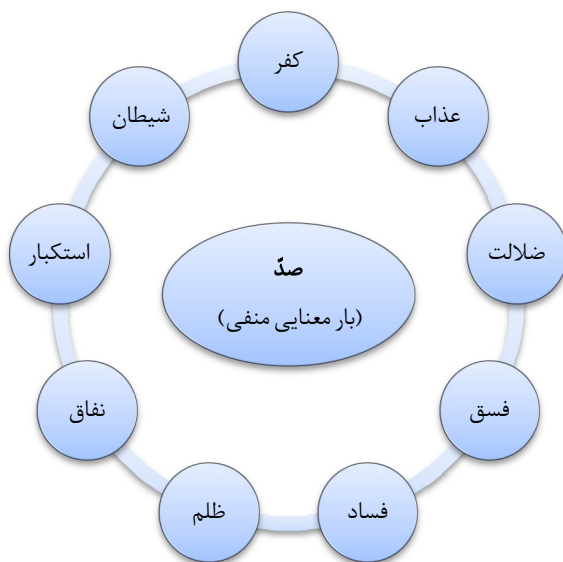 کفر
عذاب
ضلالت
فسق
فساد
ظلم
نفاق
استکبار
شیطان
صدّ
(بار معنایی منفی)